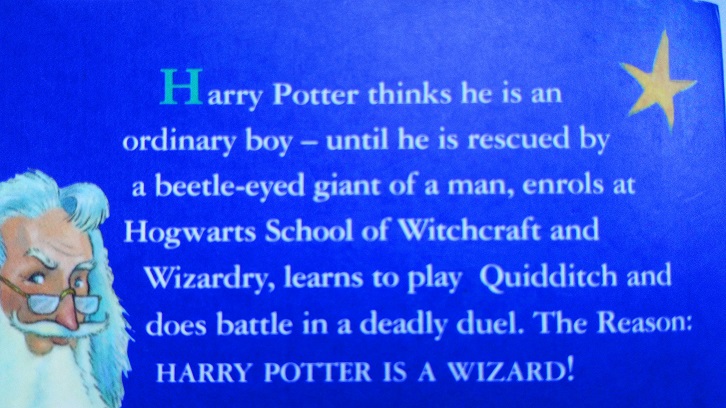 Harry Potter thinks he is an
ordinary boy – until he is rescued by
a beetle-eyed giant of a man, enrols at
Hogwarts School of Witchcraft and
Wizardry, learns to play Quidditch and
does battle in a deadly duel. The Reason:
HARRY POTTER IS A WIZARD!